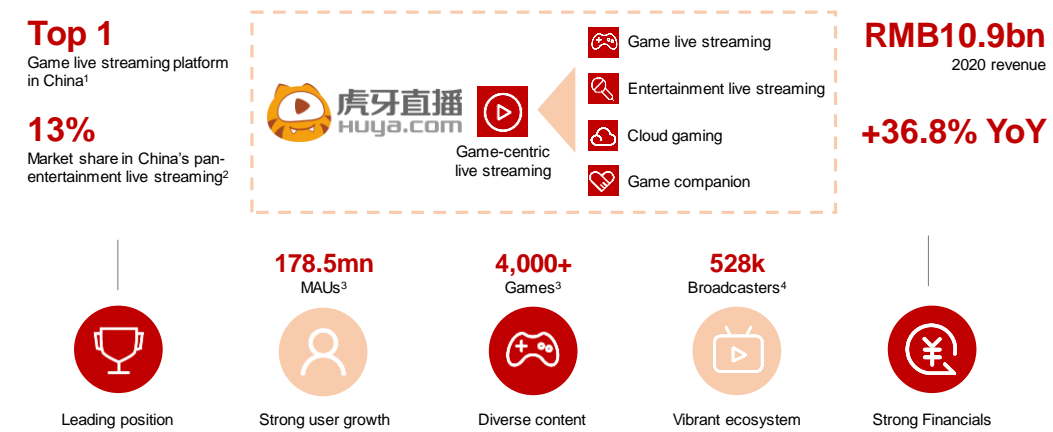 Top 1
Game live streaming platform
in China¹
13%
Market share in China's pan-
entertainment live streaming²
虎牙直播
HUYA.com
Game-centric
live streaming
Game live streaming
Entertainment live streaming
Cloud gaming
Game companion
RMB10.9bn
2020 revenue
+36.8% YoY
178.5mn
MAUs³
4,000+
Games³
528k
Broadcasters⁴
Leading position
Strong user growth
Diverse content
Vibrant ecosystem
Strong Financials